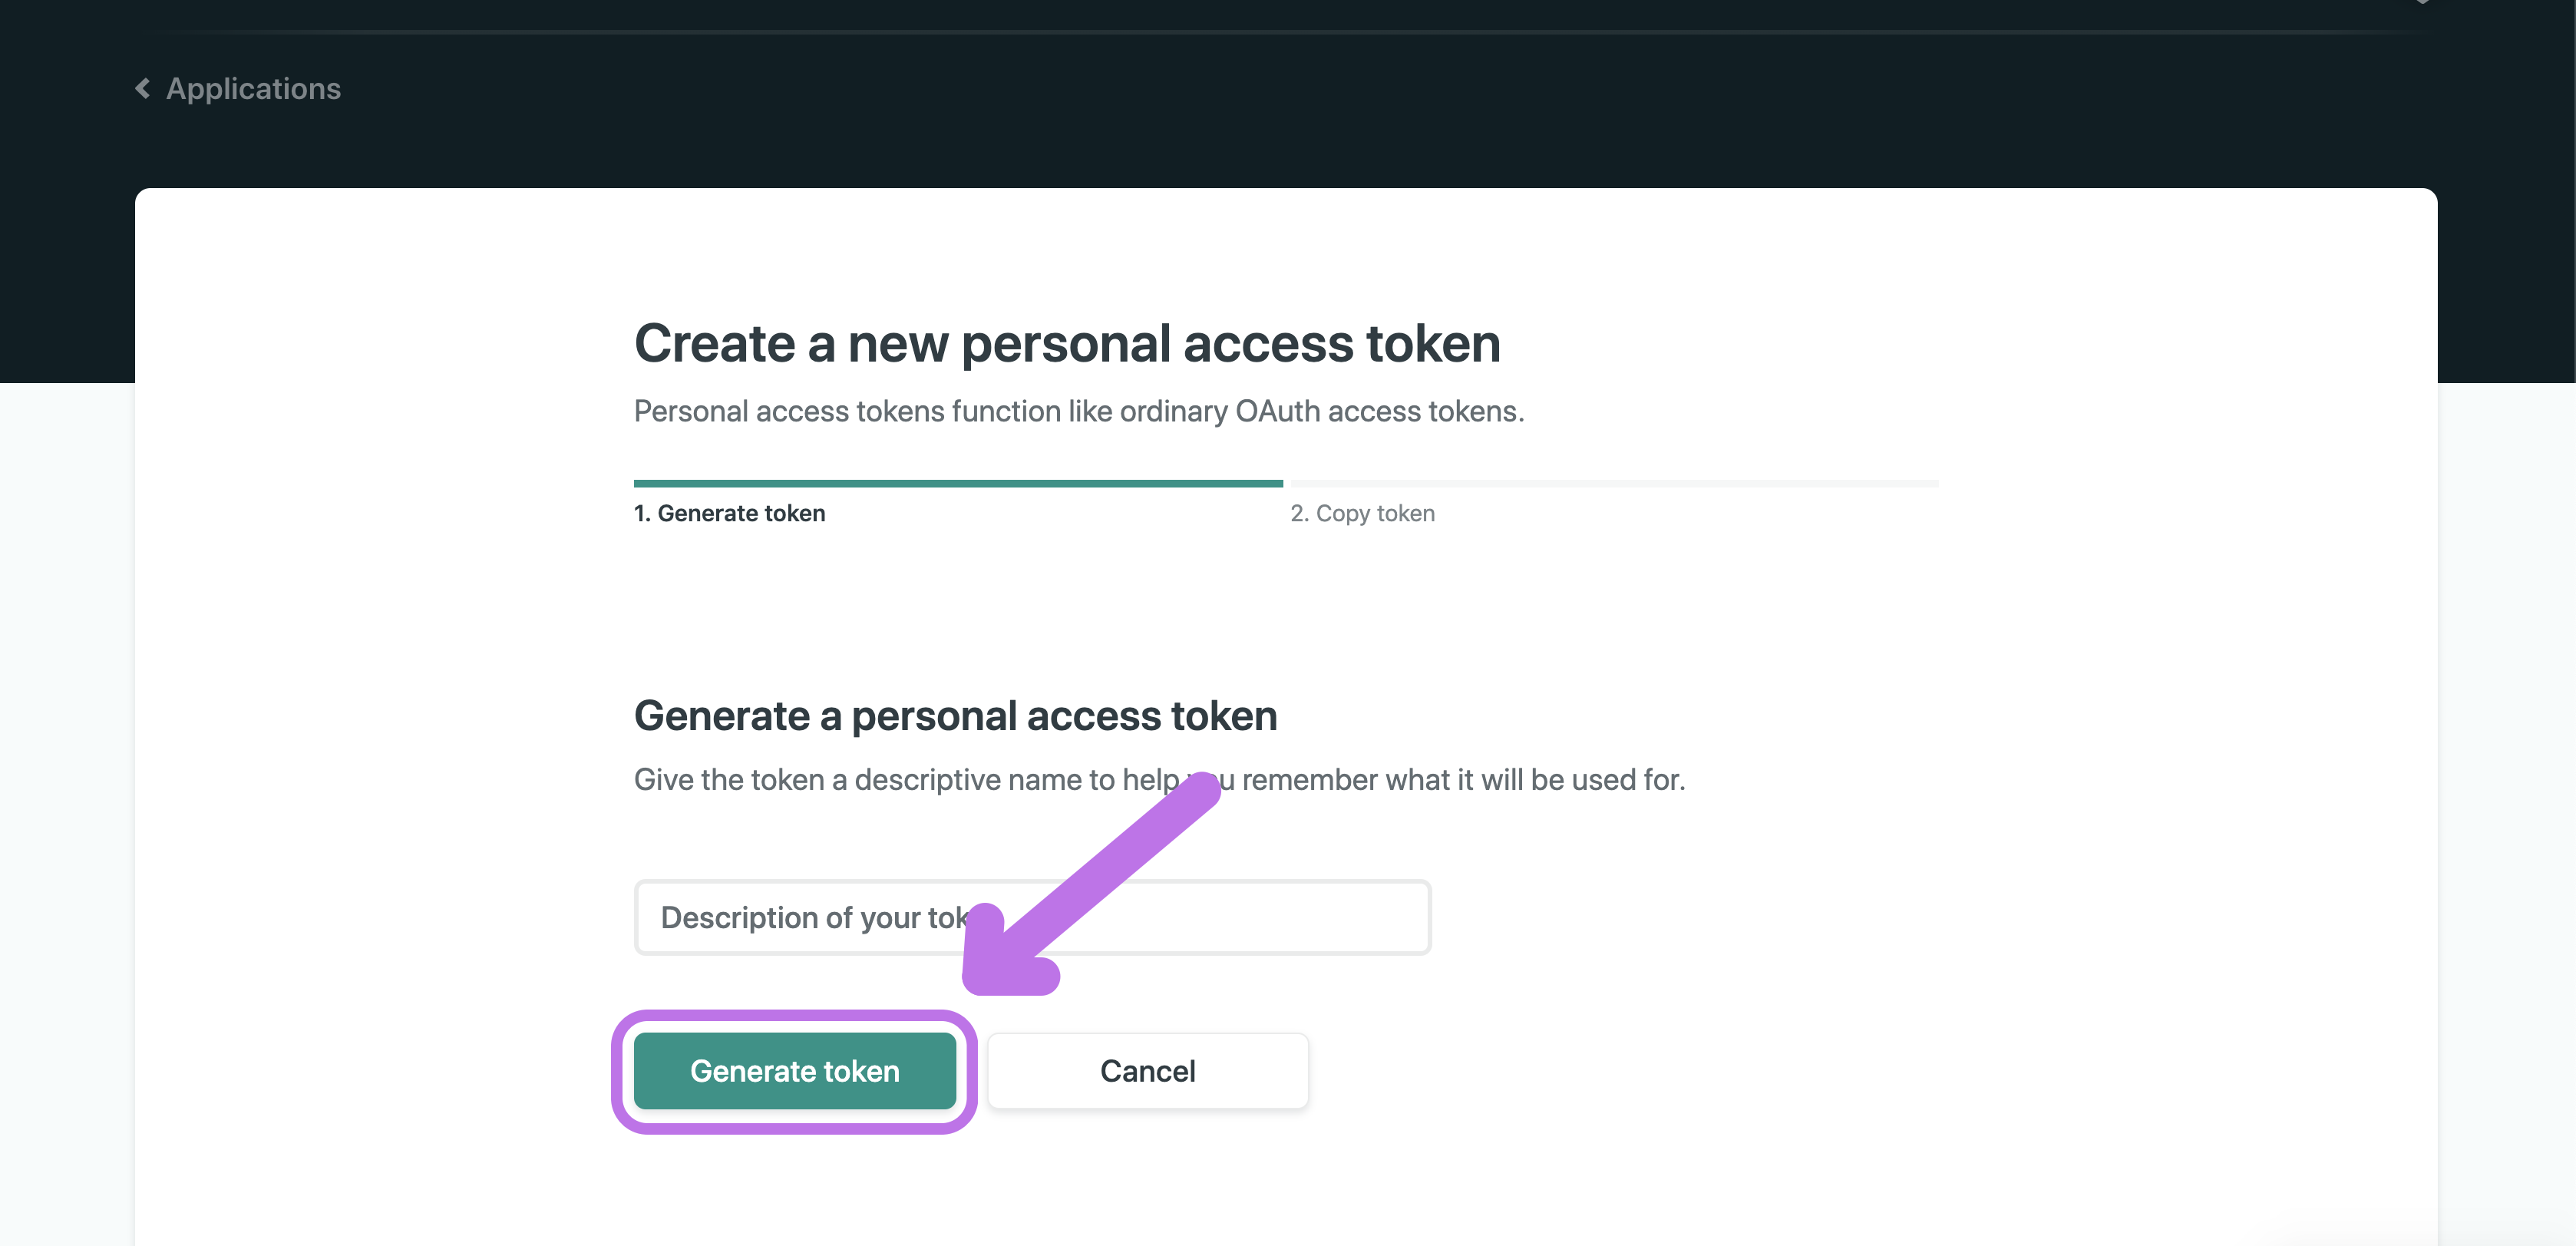 Applications
Create a new personal access token
Personal access tokens function like ordinary OAuth access tokens.
1. Generate token
2. Copy token
Generate a personal access token
Give the token a descriptive name to help you remember what it will be used for.
Description of your tok
Generate token
Cancel